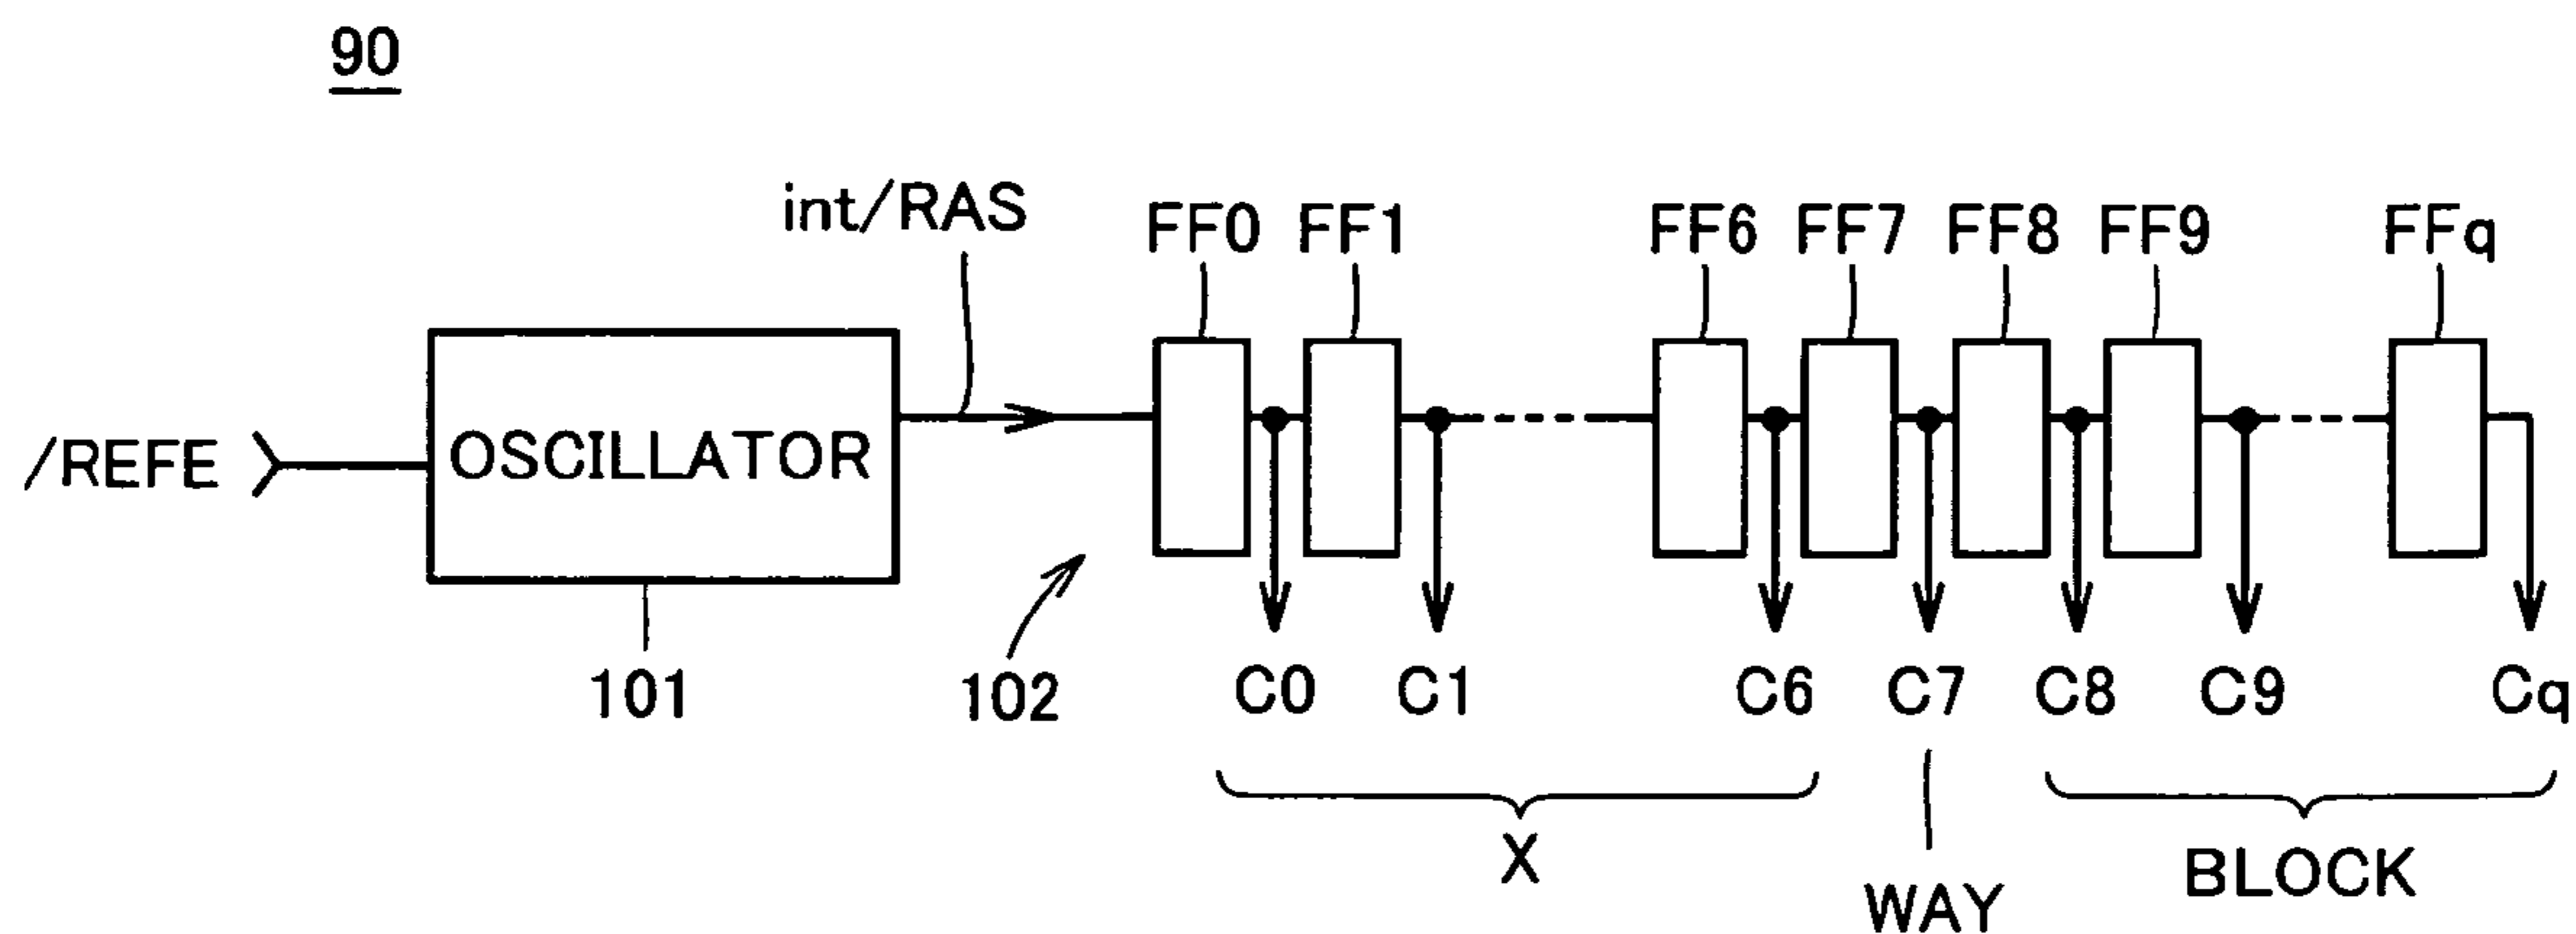 90
int/RAS
FF0 FF1 FF6 FF7 FF8 FF9 FFq
/REFE
OSCILLATOR
101
102
C0 C1 C6 C7 C8 C9 Cq
X
WAY
BLOCK